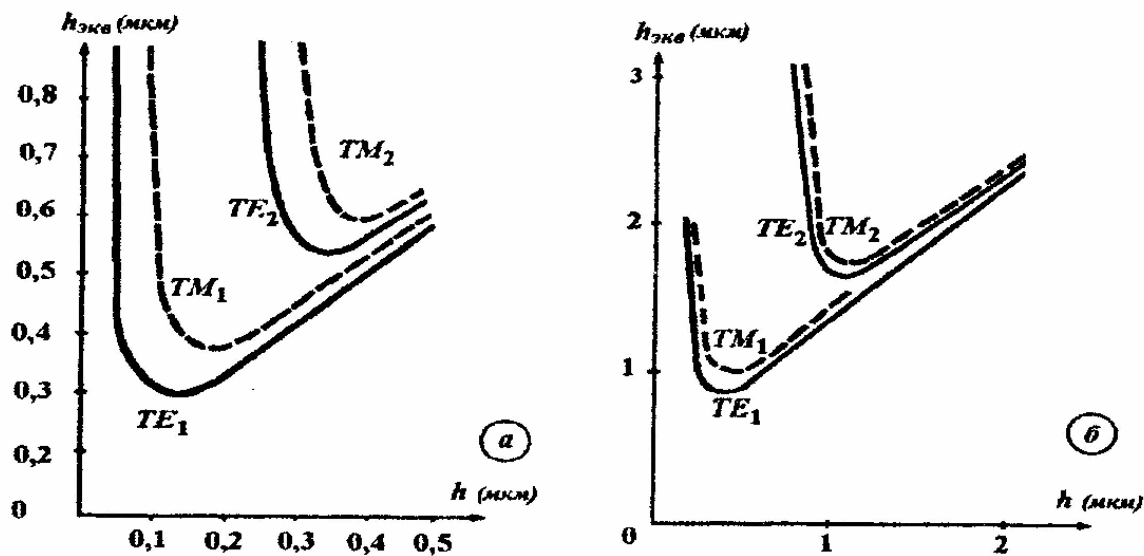 hэкв (мкм)
0,8
0,7
0,6
0,5
0,4
0,3
0,2
0
TM₂
TE₂
TM₁
TE₁
а
h (мкм)
0,1 0,2 0,3 0,4 0,5
hэкв (мкм)
3
2
1
0
TE₂ TM₂
TM₁
TE₁
б
h (мкм)
1 2